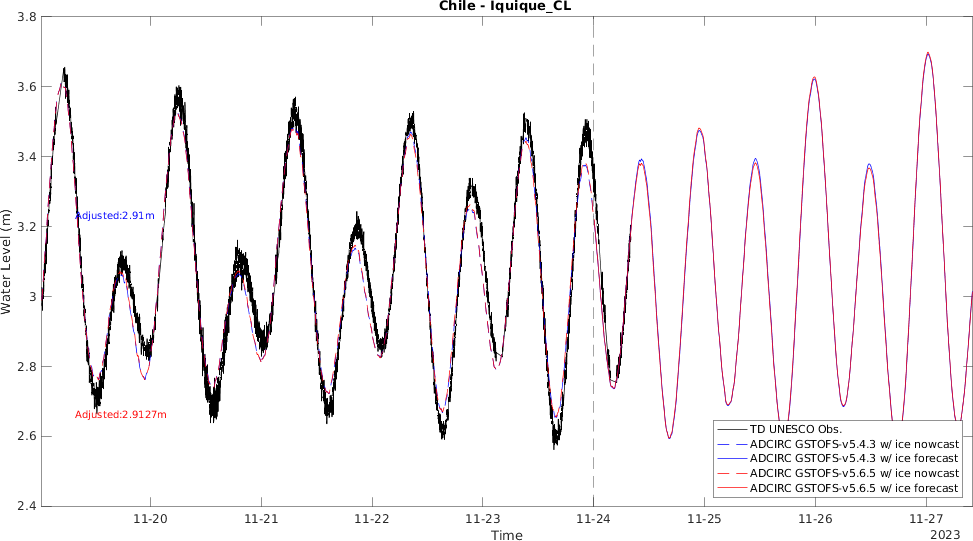 Chile - Iquique_CL
3.8
3.6
3.4
3.2
3
2.8
2.6
2.4
Water Level (m)
Adjusted:2.91m
Adjusted:2.9127m
TD UNESCO Obs.
ADCIRC GSTOFS-v5.4.3 w/ ice nowcast
ADCIRC GSTOFS-v5.4.3 w/ ice forecast
ADCIRC GSTOFS-v5.6.5 w/ ice nowcast
ADCIRC GSTOFS-v5.6.5 w/ ice forecast
11-20 11-21 11-22 11-23 11-24 11-25 11-26 11-27
Time
2023